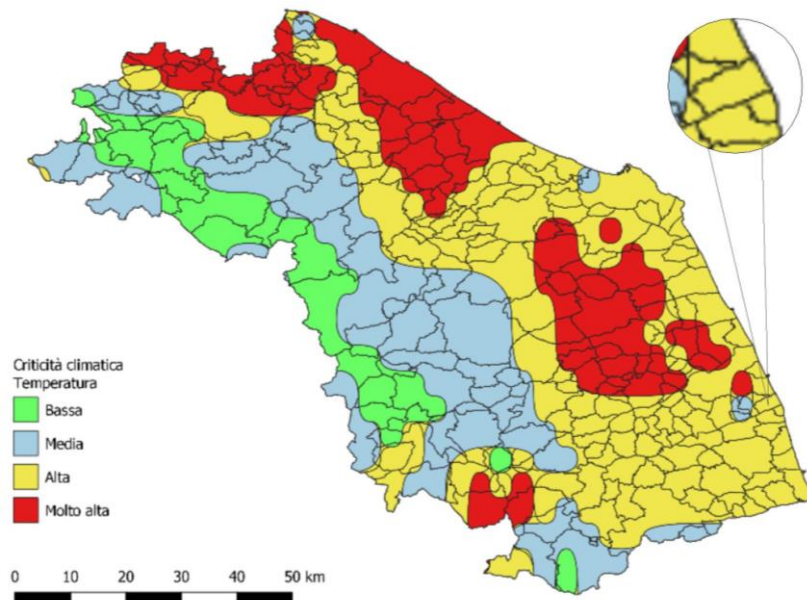 Criticità climatica
Temperatura
Bassa
Media
Alta
Molto alta
0 10 20 30 40 50 km